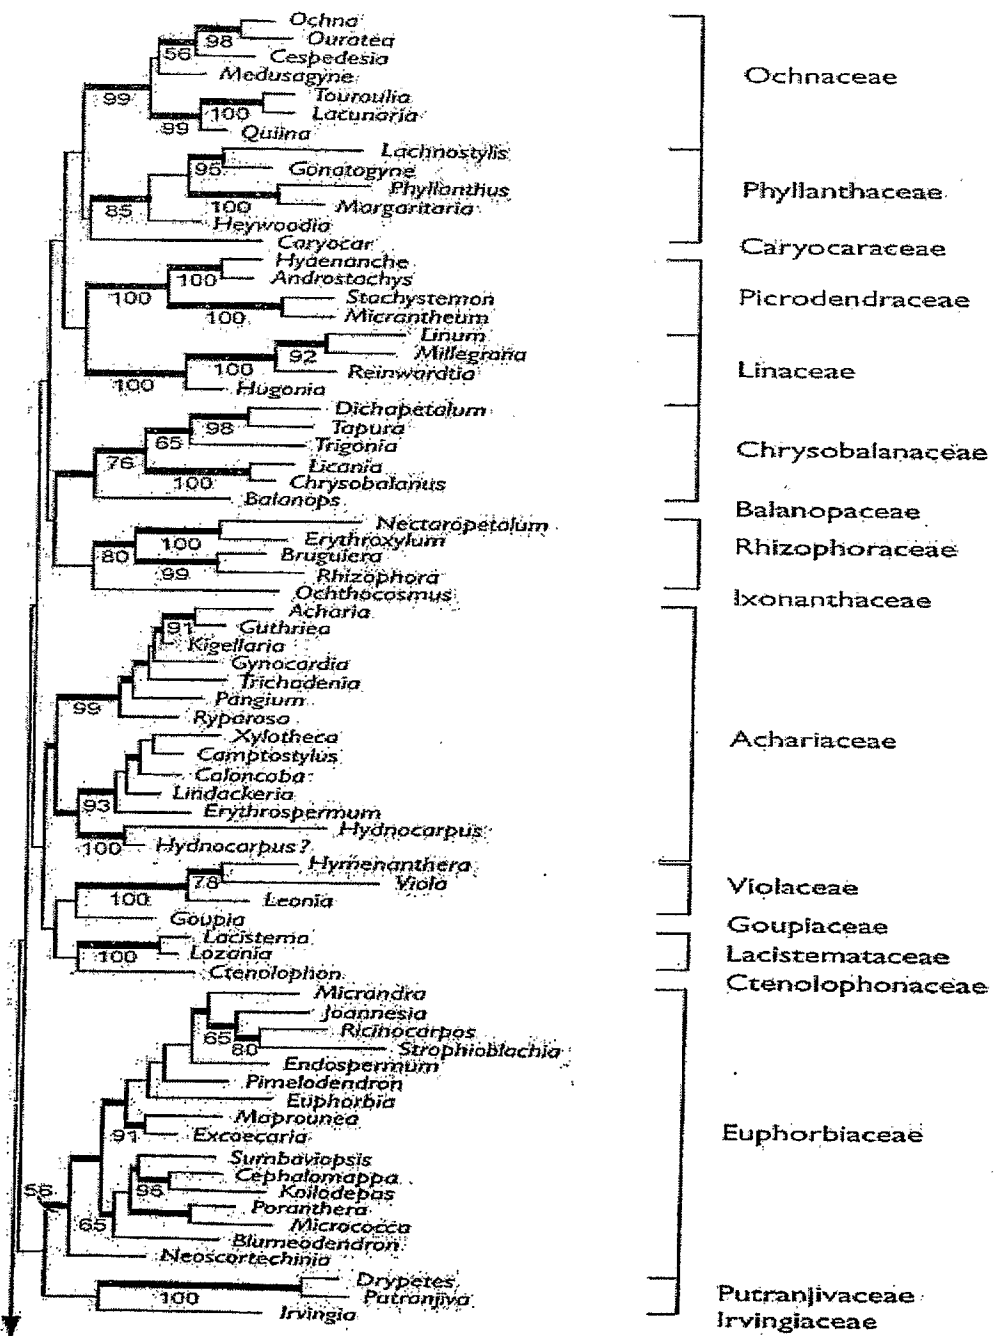 Ochna
Ouratea
98
56
Cespedesia
Medusagyne
Ochnaceae
99
Touroulia
100
Lacunaria
99
Quiina
Lachnostylis
95
Gonatogyne
Phyllanthus
Phyllanthaceae
85
100
Margaritaria
Heywoodia
Caryocar
Caryocaraceae
Hyaenanche
100
Androstachys
100
Stachystemon
Picrodendraceae
100
Micrantheum
Linum
92
Millegrana
100
Reinwardtia
Linaceae
100
Hugonia
Dichapetalum
98
Tapura
65
Trigonia
Chrysobalanaceae
76
Licania
100
Chrysobalanus
Balanops
Balanopaceae
Nectaropetalum
100
Erythroxylum
80
Bruguiera
Rhizophoraceae
99
Rhizophora
Ochthocosmus
Ixonanthaceae
Acharia
91
Guthriea
Kigellaria
Gynocardia
Trichadenia
99
Pangium
Ryparosa
Xylotheca
Achariaceae
Camptostylus
Caloncoba
Lindackeria
93
Erythrospermum
Hydnocarpus
100
Hydnocarpus?
Hymenanthera
78
Viola
Violaceae
100
Leonia
Goupia
Goupiaceae
Lacistema
100
Lozania
Lacistemataceae
Ctenolophon
Ctenolophonaceae
Micrandra
Joannesia
65
Ricinocarpos
80
Strophioblachia
Endospermum
Pimelodendron
Euphorbia
Maprounea
91
Excoecaria
Euphorbiaceae
Sumbaviopsis
Cephalomappa
96
Koilodepas
56
Poranthera
65
Micrococca
Blumeodendron
Neoscortechinia
Drypetes
100
Putranjiva
Putranjivaceae
Irvingia
Irvingiaceae